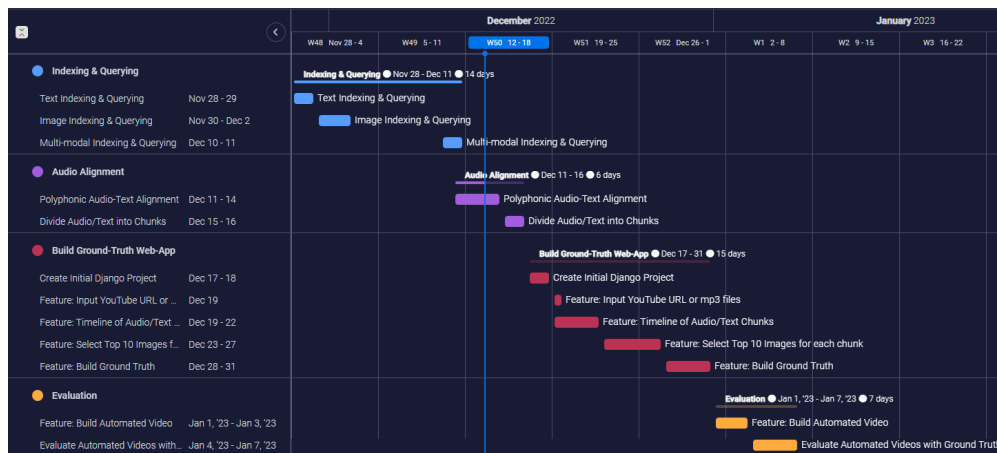 December 2022
January 2023
W48 Nov 28 - 4
W49 5 - 11
W50 12 - 18
W51 19 - 25
W52 Dec 26 - 1
W1 2 - 8
W2 9 - 15
W3 16 - 22
Indexing & Querying
Indexing & Querying Nov 28 - Dec 11 14 days
Text Indexing & Querying Nov 28 - 29
Text Indexing & Querying
Image Indexing & Querying Nov 30 - Dec 2
Image Indexing & Querying
Multi-modal Indexing & Querying Dec 10 - 11
Multi-modal Indexing & Querying
Audio Alignment
Audio Alignment Dec 11 - 16 6 days
Polyphonic Audio-Text Alignment Dec 11 - 14
Polyphonic Audio-Text Alignment
Divide Audio/Text into Chunks Dec 15 - 16
Divide Audio/Text into Chunks
Build Ground-Truth Web-App
Build Ground-Truth Web-App Dec 17 - 31 15 days
Create Initial Django Project Dec 17 - 18
Create Initial Django Project
Feature: Input YouTube URL or ... Dec 19
Feature: Input YouTube URL or mp3 files
Feature: Timeline of Audio/Text ... Dec 19 - 22
Feature: Timeline of Audio/Text Chunks
Feature: Select Top 10 Images f... Dec 23 - 27
Feature: Select Top 10 Images for each chunk
Feature: Build Ground Truth Dec 28 - 31
Feature: Build Ground Truth
Evaluation
Evaluation Jan 1, '23 - Jan 7, '23 7 days
Feature: Build Automated Video Jan 1, '23 - Jan 3, '23
Feature: Build Automated Video
Evaluate Automated Videos with... Jan 4, '23 - Jan 7, '23
Evaluate Automated Videos with Ground Trut